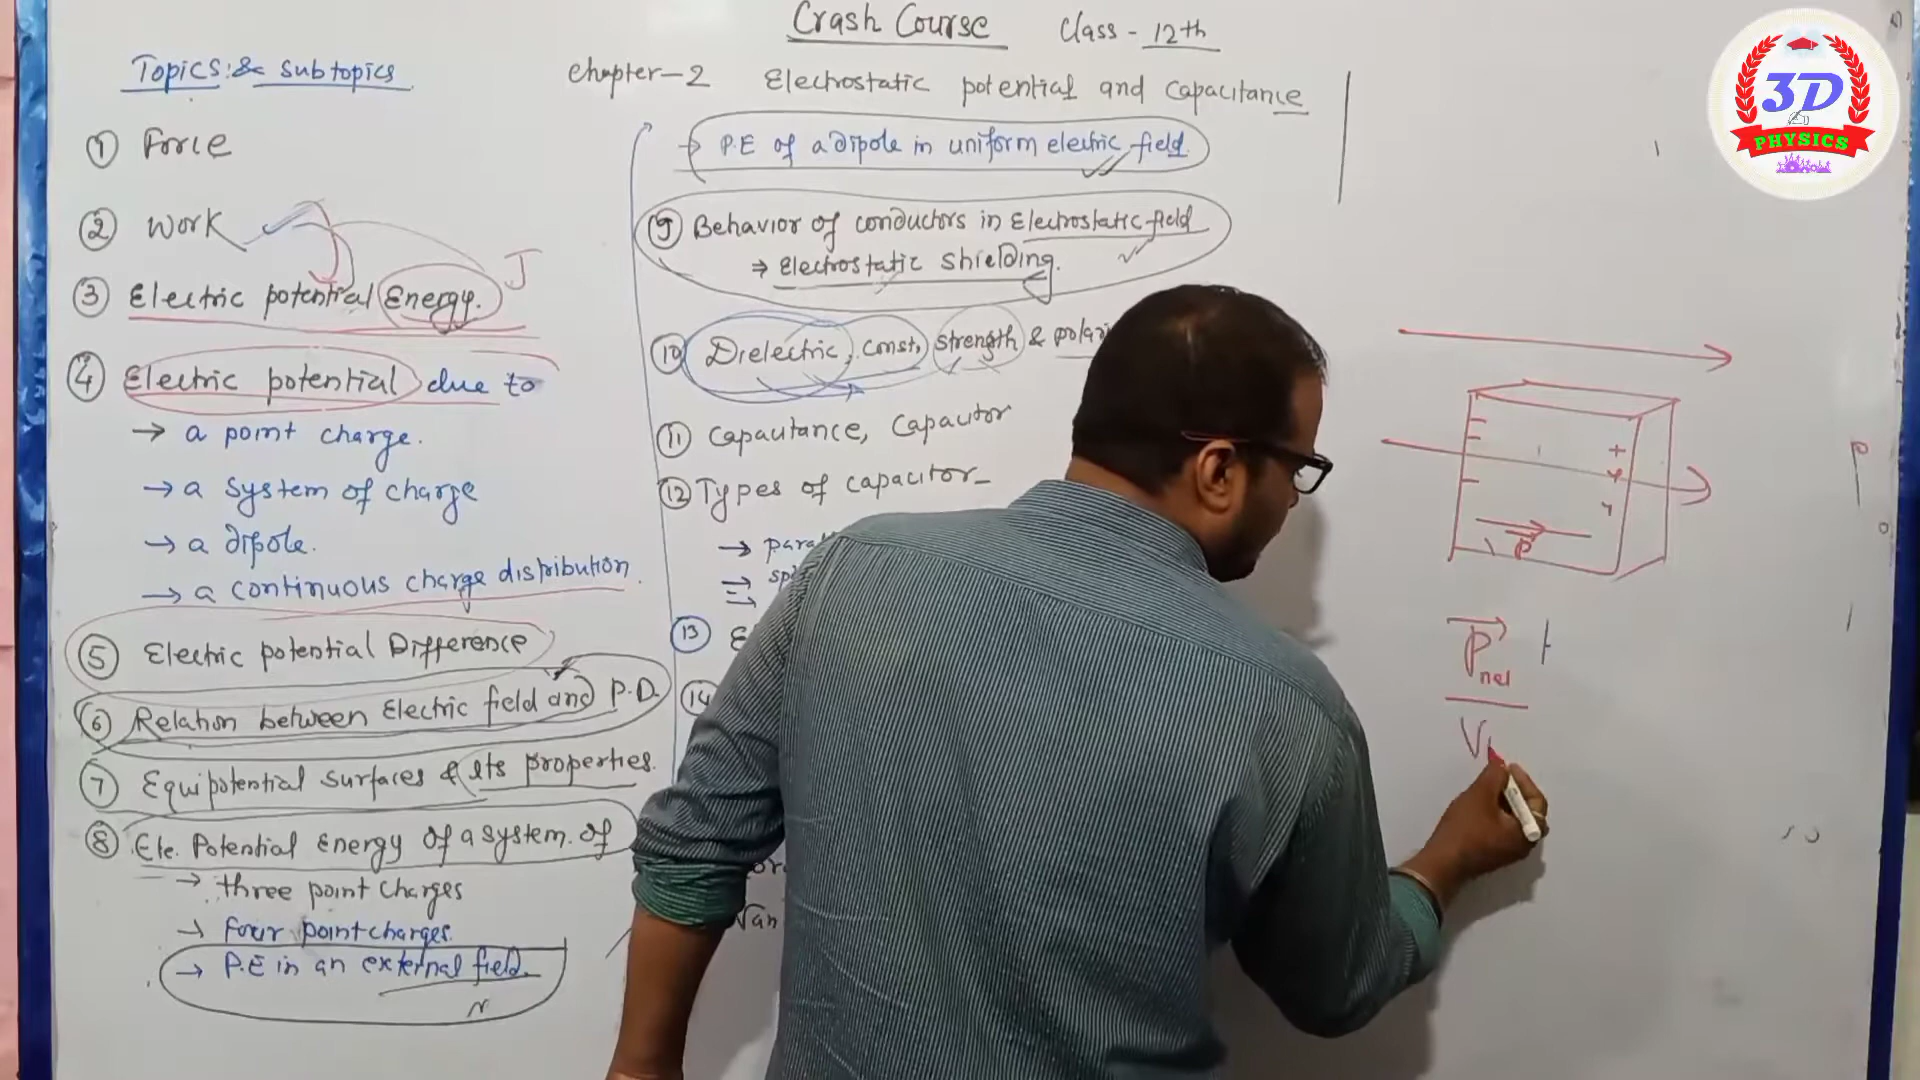 Crash Course Class - 12th
Topics & Subtopics
Chapter-2 Electrostatic potential and capacitance
① Force
② Work
③ Electric potential Energy. J
④ Electric potential due to
→ a point charge.
→ a system of charge
→ a dipole.
→ a continuous charge distribution
⑤ Electric potential Difference
⑥ Relation between Electric field and P.D.
⑦ Equipotential surfaces & its properties.
⑧ Ele. Potential Energy of a system of
→ three point charges
→ four point charges.
→ P.E in an external field.
→ P.E of a dipole in uniform electric field.
⑨ Behavior of conductors in Electrostatic field
⇒ Electrostatic shielding.
⑩ Dielectric, const, strength &
⑪ Capacitance, Capacitor
⑫ Types of capacitor
⑬
⑭
P
P net
V
3D
PHYSICS